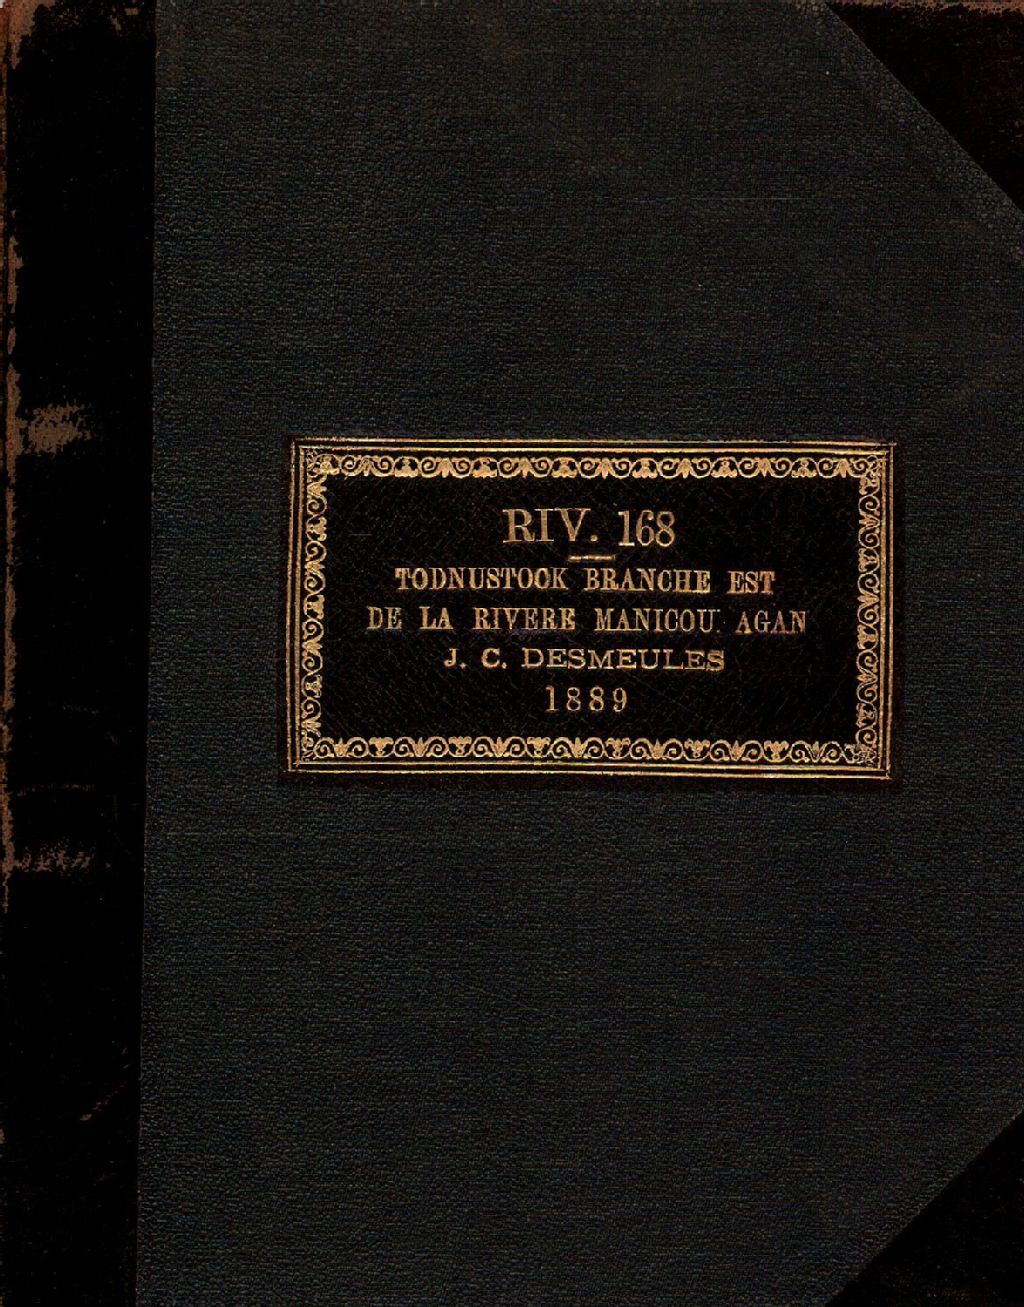 RIV. 168
TODNUSTOOK BRANCHE EST
DE LA RIVERE MANICOU. AGAN
J. C. DESMEULES
1889